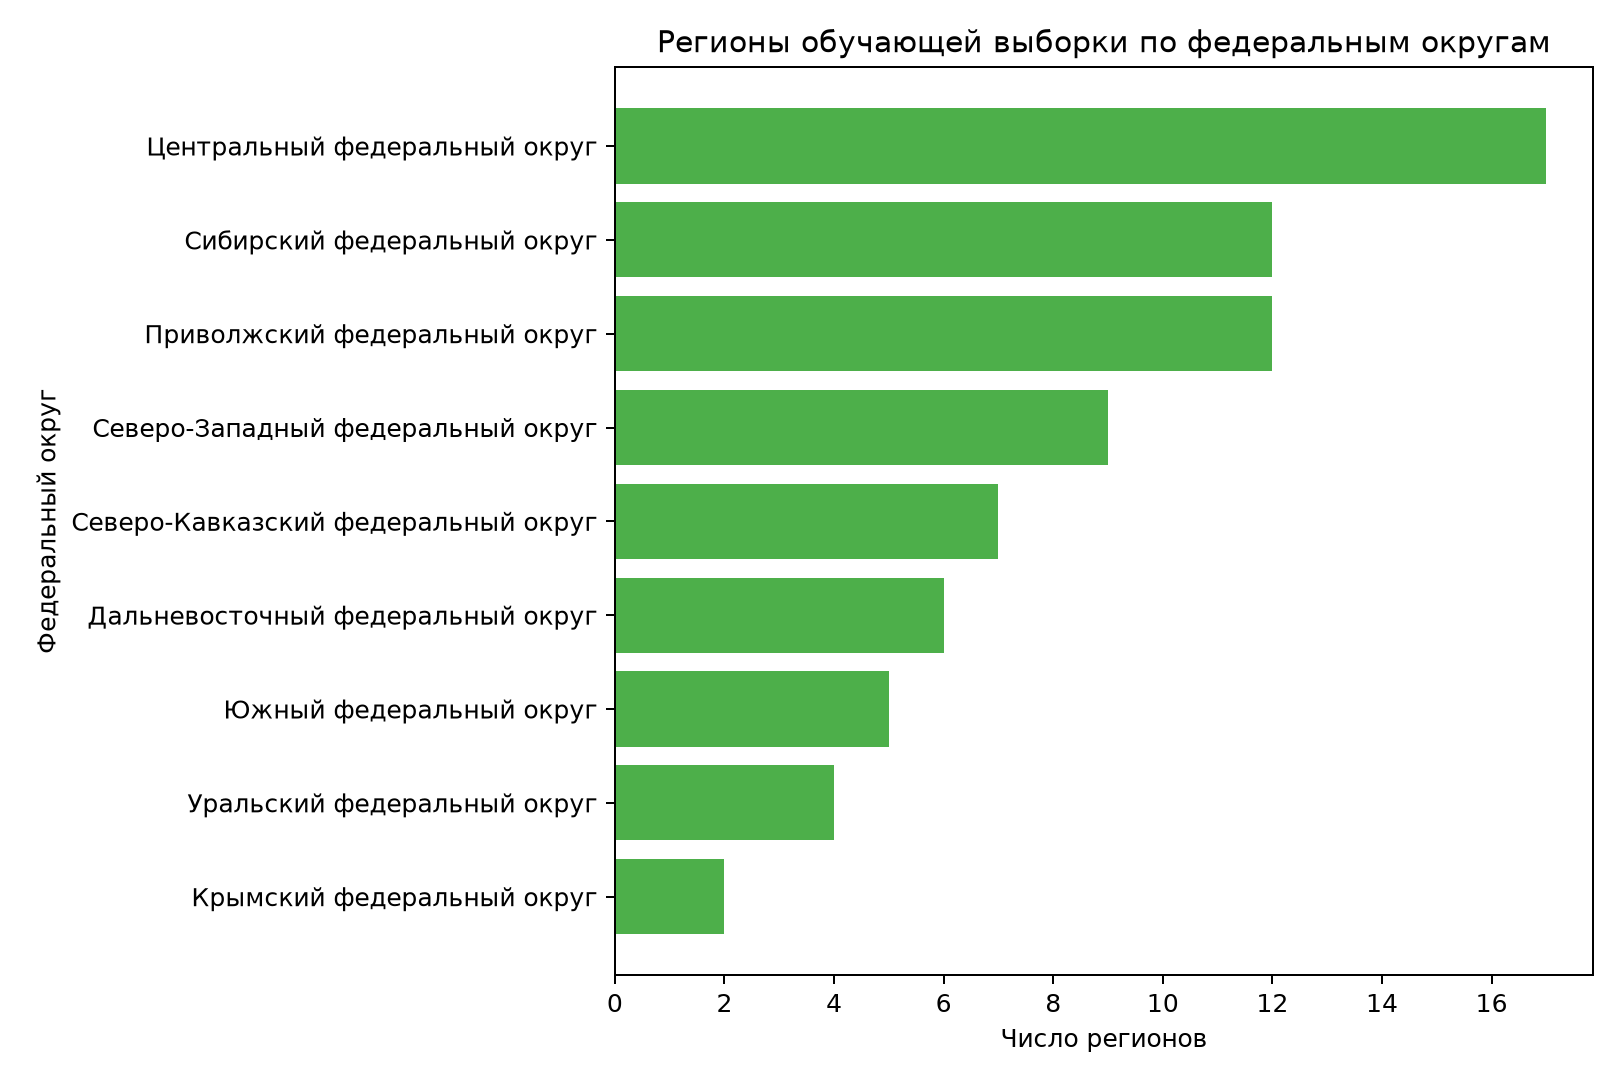 Регионы обучающей выборки по федеральным округам
Федеральный округ
Центральный федеральный округ
Сибирский федеральный округ
Приволжский федеральный округ
Северо-Западный федеральный округ
Северо-Кавказский федеральный округ
Дальневосточный федеральный округ
Южный федеральный округ
Уральский федеральный округ
Крымский федеральный округ
0 2 4 6 8 10 12 14 16
Число регионов